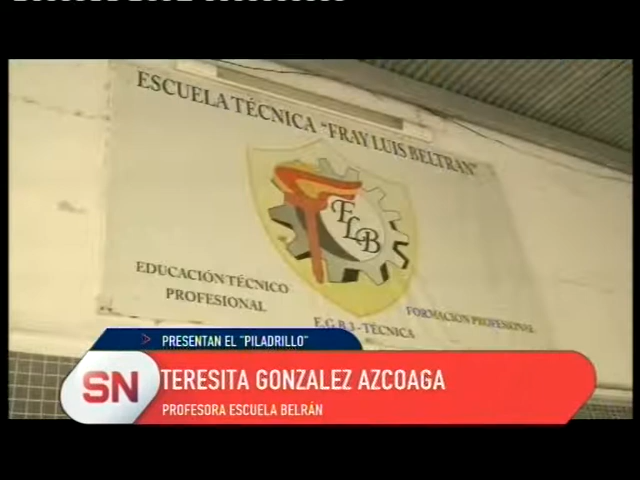 ESCUELA TÉCNICA "FRAY LUIS BELTRAN"
FLB
EDUCACIÓN TÉCNICO
PROFESIONAL
E.G.B.3 - TÉCNICA
FORMACION PROFESIONAL
> PRESENTAN EL "PILADRILLO"
SN
TERESITA GONZALEZ AZCOAGA
PROFESORA ESCUELA BELRÁN